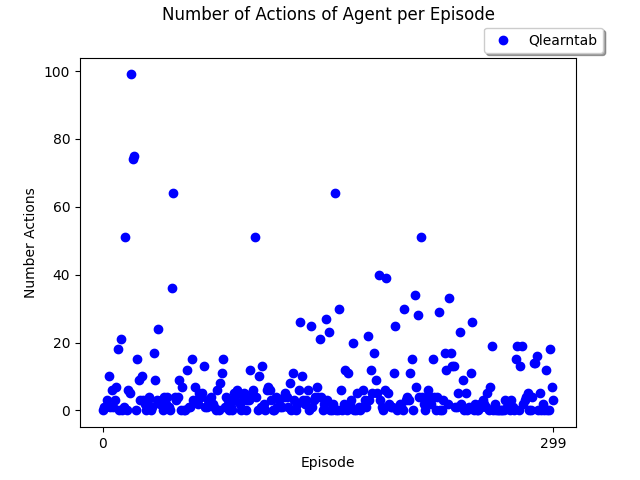 Number of Actions of Agent per Episode
Qlearntab
100
80
60
40
20
0
Number Actions
0 299
Episode